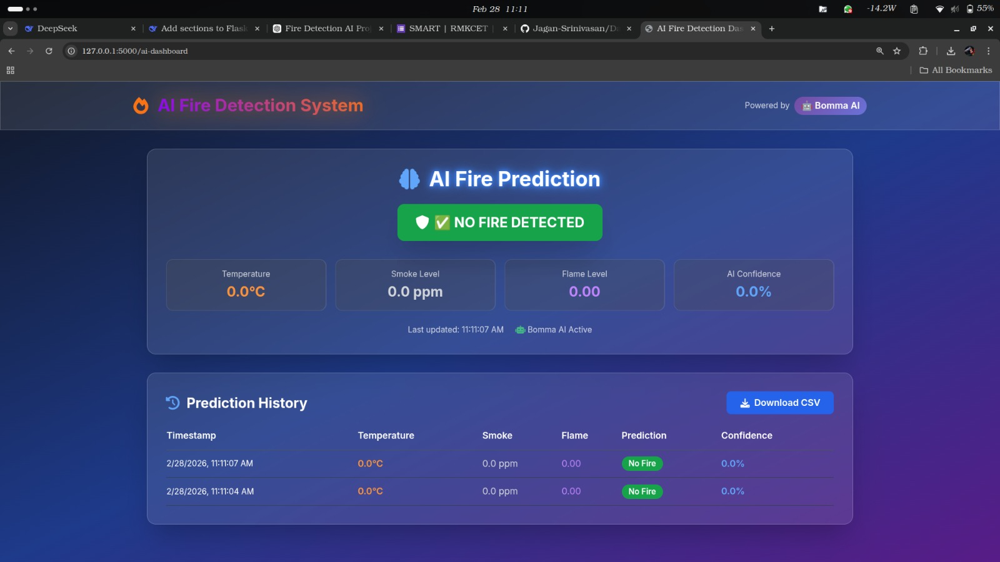 Feb 28 11:11
-14.2W
55%
DeepSeek
Add sections to Flask
Fire Detection AI Pro
SMART | RMKCET |
Jagan-Srinivasan/Da
AI Fire Detection Das
127.0.0.1:5000/ai-dashboard
All Bookmarks
AI Fire Detection System
Powered by
Bomma AI
AI Fire Prediction
NO FIRE DETECTED
Temperature
0.0°C
Smoke Level
0.0 ppm
Flame Level
0.00
AI Confidence
0.0%
Last updated: 11:11:07 AM
Bomma AI Active
Prediction History
Download CSV
Timestamp Temperature Smoke Flame Prediction Confidence
2/28/2026, 11:11:07 AM 0.0°C 0.0 ppm 0.00 No Fire 0.0%
2/28/2026, 11:11:04 AM 0.0°C 0.0 ppm 0.00 No Fire 0.0%